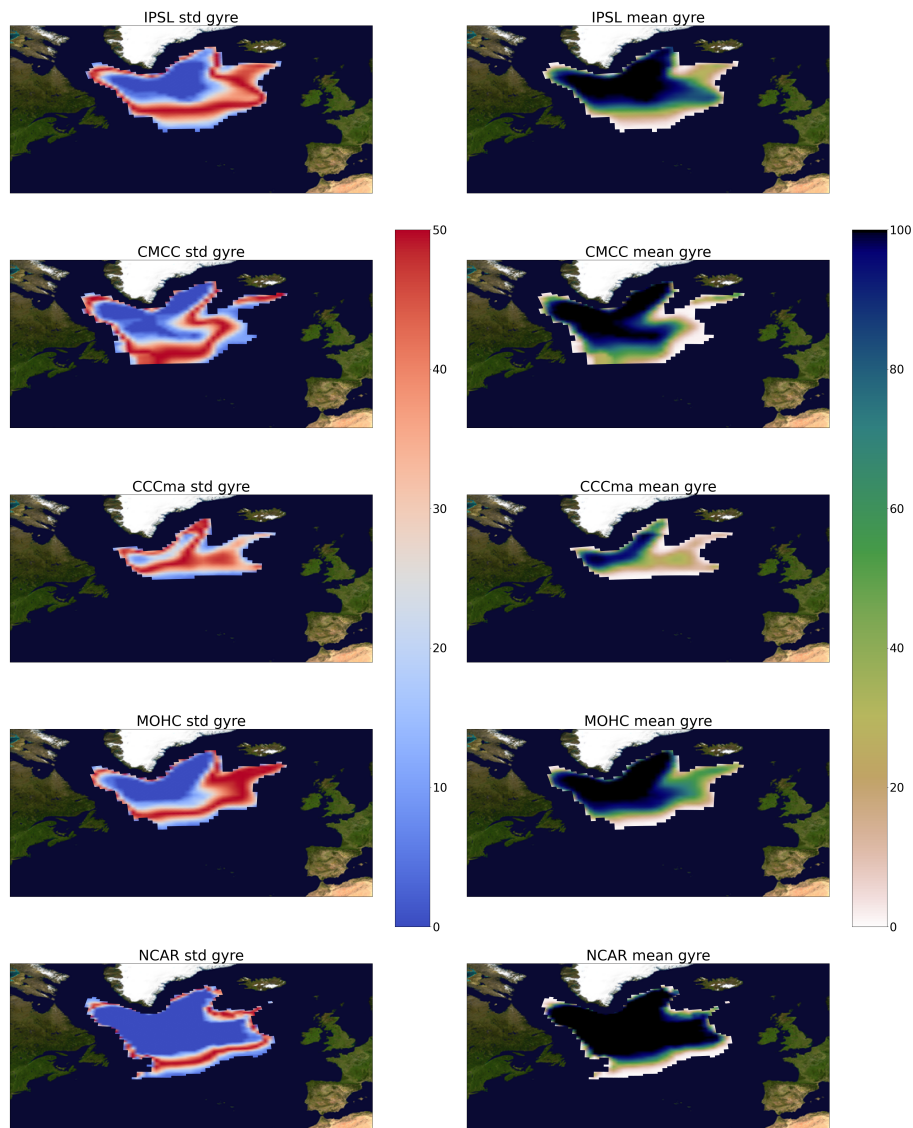 IPSL std gyre
IPSL mean gyre
50
100
CMCC std gyre
CMCC mean gyre
40
80
CCCma std gyre
CCCma mean gyre
30
60
20
40
MOHC std gyre
MOHC mean gyre
10
20
0
0
NCAR std gyre
NCAR mean gyre